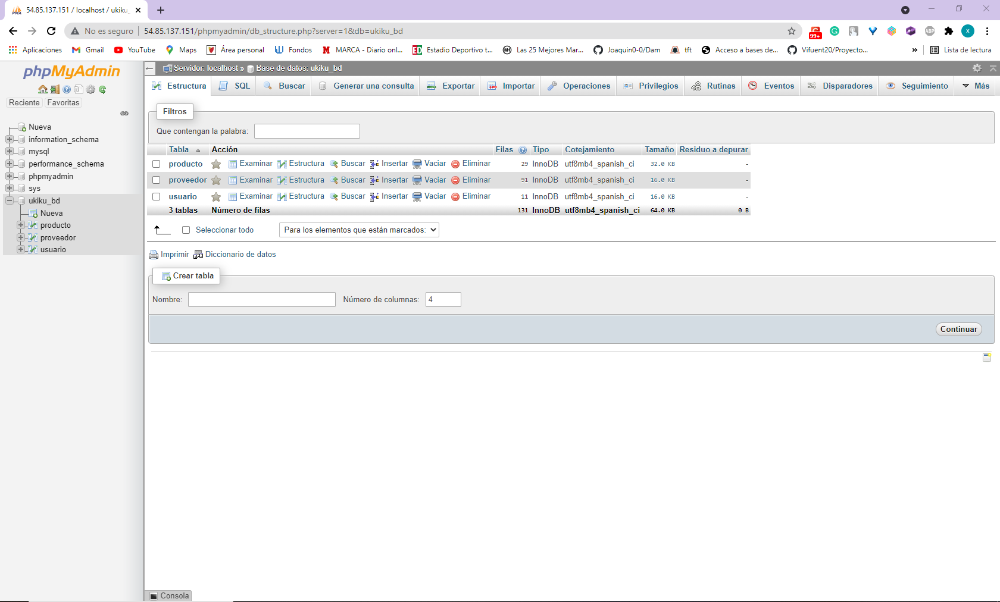 54.85.137.151 / localhost / ukiku_
No es seguro
54.85.137.151/phpmyadmin/db_structure.php?server=1&db=ukiku_bd
99+
ABP
X
Aplicaciones
Gmail
YouTube
Maps
Área personal
Fondos
MARCA - Diario onl...
Estadio Deportivo t...
Las 25 Mejores Mar...
Joaquin0-0/Dam
tft
Acceso a bases de...
Vifuent20/Proyecto...
»
Lista de lectura
phpMyAdmin
Reciente
Favoritas
Nueva
information_schema
mysql
performance_schema
phpmyadmin
sys
ukiku_bd
Nueva
producto
proveedor
usuario
Servidor: localhost » Base de datos: ukiku_bd
Estructura SQL Buscar Generar una consulta Exportar Importar Operaciones Privilegios Rutinas Eventos Disparadores Seguimiento Más
Filtros
Que contengan la palabra:
Tabla Acción Filas Tipo Cotejamiento Tamaño Residuo a depurar
producto Examinar Estructura Buscar Insertar Vaciar Eliminar 29 InnoDB utf8mb4_spanish_ci 32.0 KB -
proveedor Examinar Estructura Buscar Insertar Vaciar Eliminar 91 InnoDB utf8mb4_spanish_ci 16.0 KB -
usuario Examinar Estructura Buscar Insertar Vaciar Eliminar 11 InnoDB utf8mb4_spanish_ci 16.0 KB -
3 tablas Número de filas 131 InnoDB utf8mb4_spanish_ci 64.0 KB 0 B
Seleccionar todo
Para los elementos que están marcados:
Imprimir Diccionario de datos
Crear tabla
Nombre: Número de columnas: 4
Continuar
Consola